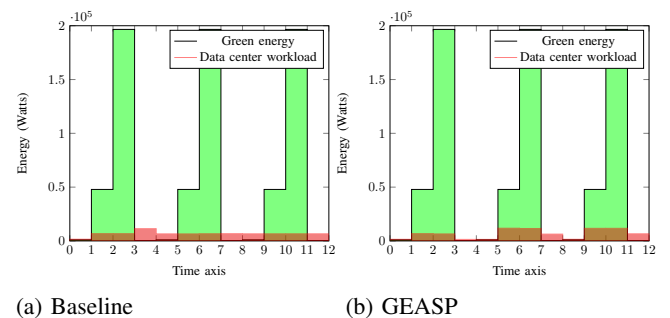 ·10⁵
2
1.5
1
0.5
0
Energy (Watts)
Green energy
Data center workload
0 1 2 3 4 5 6 7 8 9 10 11 12
Time axis
(a) Baseline
·10⁵
2
1.5
1
0.5
0
Energy (Watts)
Green energy
Data center workload
0 1 2 3 4 5 6 7 8 9 10 11 12
Time axis
(b) GEASP